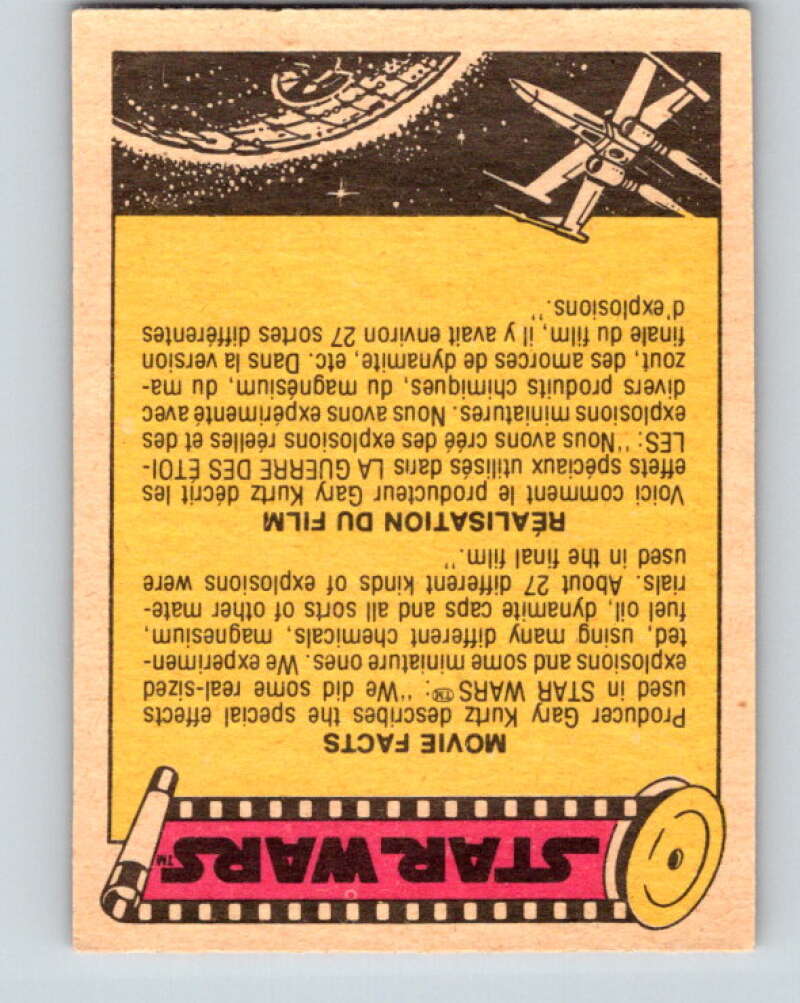 STAR WARS™
MOVIE FACTS
Producer Gary Kurtz describes the special effects
used in STAR WARS™: "We did some real-sized
explosions and some miniature ones. We experimen-
ted, using many different chemicals, magnesium,
fuel oil, dynamite caps and all sorts of other mate-
rials. About 27 different kinds of explosions were
used in the final film."
RÉALISATION DU FILM
Voici comment le producteur Gary Kurtz décrit les
effets spéciaux utilisés daris LA GUERRE DES ÉTOI-
LES: "Nous avons créé des explosions réelles et des
explosions miniatures. Nous avons expérimenté avec
divers produits chimiques, du magnésium, du ma-
zout, des amorces de dynamite, etc. Dans la version
finale du film, il y avait environ 27 sortes différentes
d'explosions."